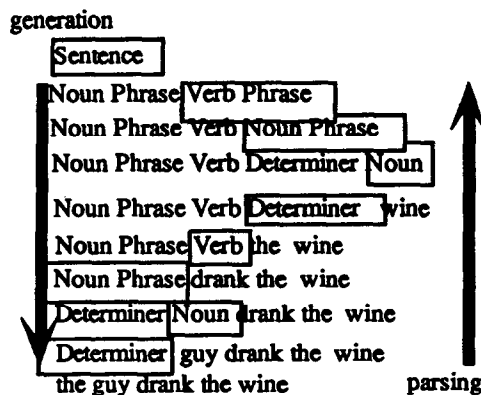 generation
Sentence
Noun Phrase Verb Phrase
Noun Phrase Verb Noun Phrase
Noun Phrase Verb Determiner Noun
Noun Phrase Verb Determiner wine
Noun Phrase Verb the wine
Noun Phrase drank the wine
Determiner Noun drank the wine
Determiner guy drank the wine
the guy drank the wine
parsing